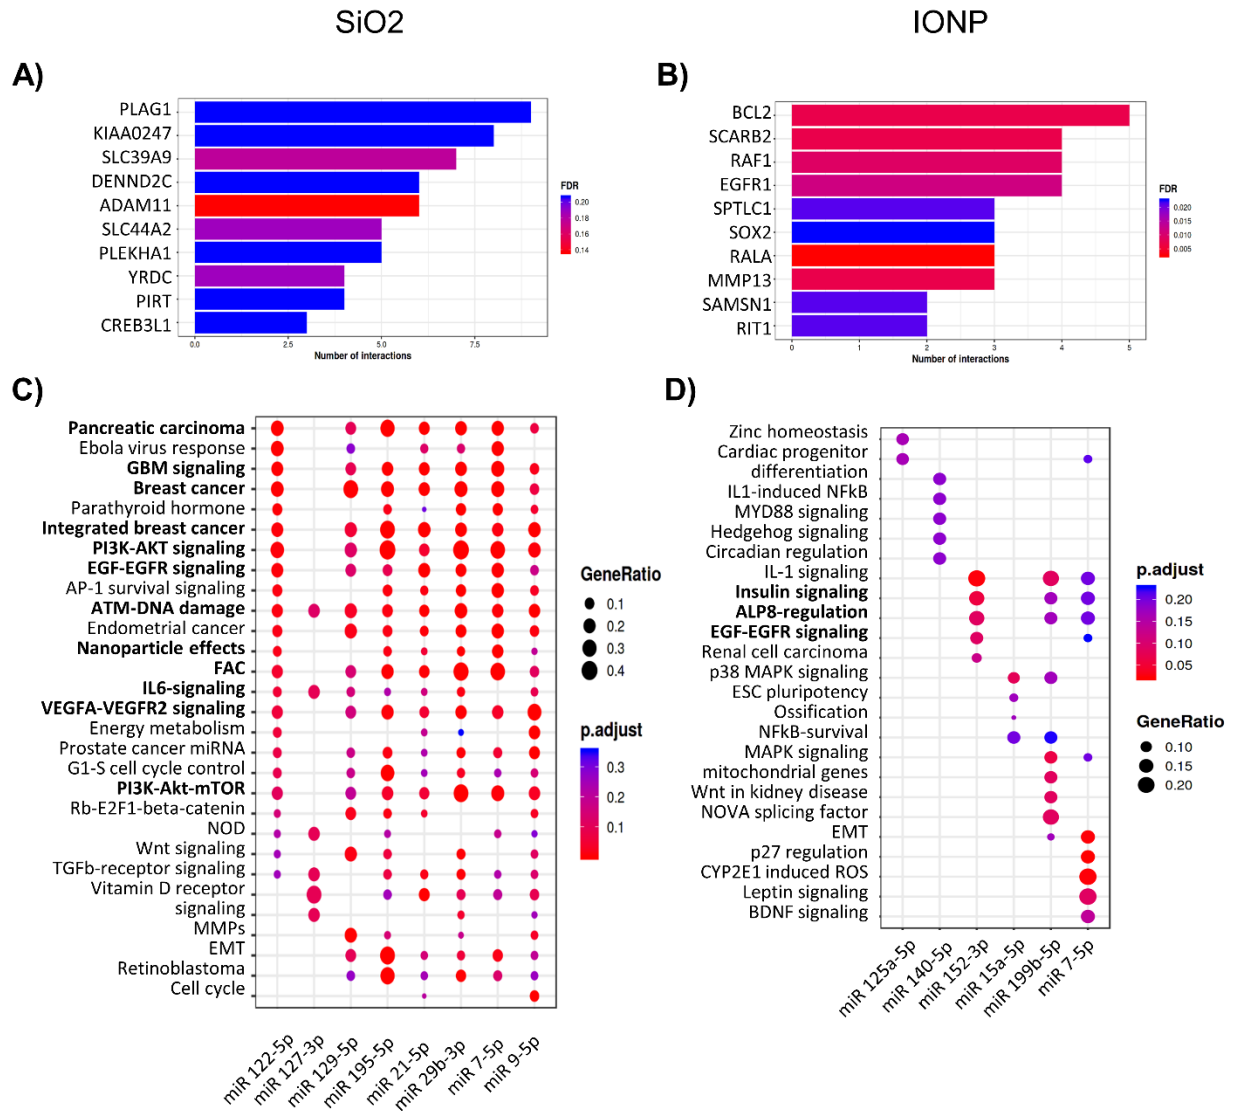 SiO2
IONP
A)
PLAG1
KIAA0247
SLC39A9
DENND2C
ADAM11
SLC44A2
PLEKHA1
YRDC
PIRT
CREB3L1
0.0
2.5
5.0
7.5
Number of interactions
FDR
0.20
0.18
0.16
0.14
B)
BCL2
SCARB2
RAF1
EGFR1
SPTLC1
SOX2
RALA
MMP13
SAMSN1
RIT1
0
1
2
3
4
5
Number of interactions
FDR
0.020
0.015
0.010
0.005
C)
Pancreatic carcinoma
Ebola virus response
GBM signaling
Breast cancer
Parathyroid hormone
Integrated breast cancer
PI3K-AKT signaling
EGF-EGFR signaling
AP-1 survival signaling
ATM-DNA damage
Endometrial cancer
Nanoparticle effects
FAC
IL6-signaling
VEGFA-VEGFR2 signaling
Energy metabolism
Prostate cancer miRNA
G1-S cell cycle control
PI3K-Akt-mTOR
Rb-E2F1-beta-catenin
NOD
Wnt signaling
TGFb-receptor signaling
Vitamin D receptor
signaling
MMPs
EMT
Retinoblastoma
Cell cycle
miR 122-5p
miR 127-3p
miR 129-5p
miR 195-5p
miR 21-5p
miR 29b-3p
miR 7-5p
miR 9-5p
GeneRatio
0.1
0.2
0.3
0.4
p.adjust
0.3
0.2
0.1
D)
Zinc homeostasis
Cardiac progenitor
differentiation
IL1-induced NFkB
MYD88 signaling
Hedgehog signaling
Circadian regulation
IL-1 signaling
Insulin signaling
ALP8-regulation
EGF-EGFR signaling
Renal cell carcinoma
p38 MAPK signaling
ESC pluripotency
Ossification
NFkB-survival
MAPK signaling
mitochondrial genes
Wnt in kidney disease
NOVA splicing factor
EMT
p27 regulation
CYP2E1 induced ROS
Leptin signaling
BDNF signaling
miR 125a-5p
miR 140-5p
miR 152-3p
miR 15a-5p
miR 199b-5p
miR 7-5p
p.adjust
0.20
0.15
0.10
0.05
GeneRatio
0.10
0.15
0.20